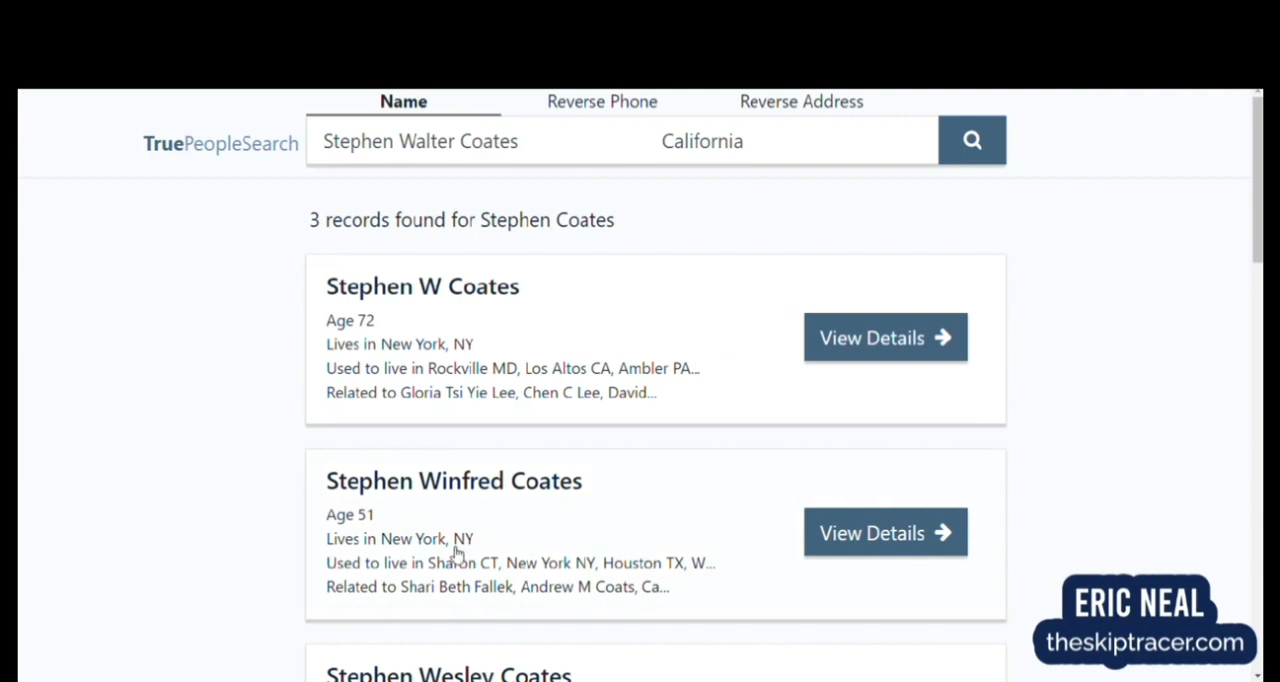 Name Reverse Phone Reverse Address
TruePeopleSearch Stephen Walter Coates California
3 records found for Stephen Coates
Stephen W Coates
Age 72
Lives in New York, NY
Used to live in Rockville MD, Los Altos CA, Ambler PA...
Related to Gloria Tsi Yie Lee, Chen C Lee, David...
View Details
Stephen Winfred Coates
Age 51
Lives in New York, NY
Used to live in Sharon CT, New York NY, Houston TX, W...
Related to Shari Beth Fallek, Andrew M Coats, Ca...
View Details
Stephen Wesley Coates
ERIC NEAL
theskiptracer.com